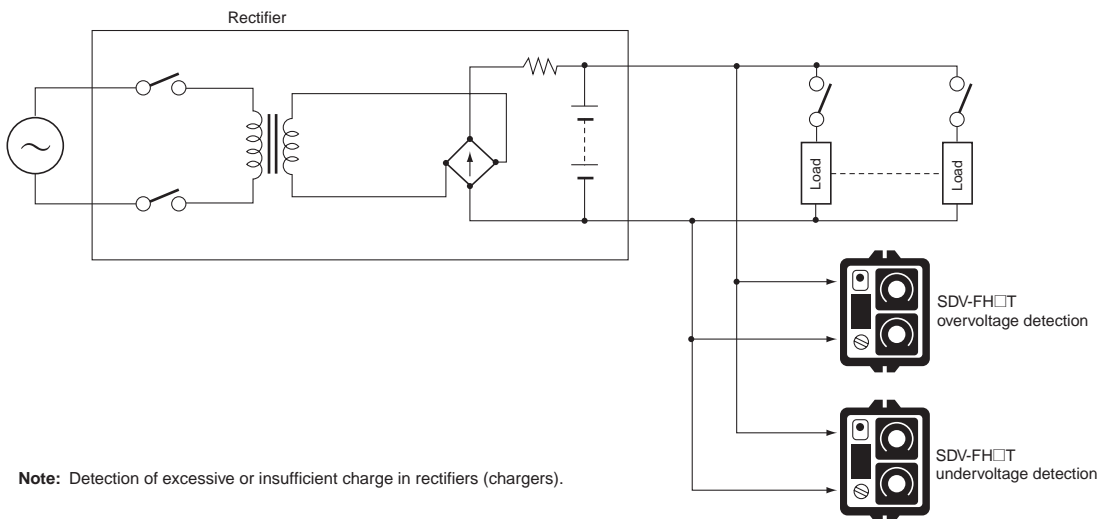 Rectifier
Load
Load
SDV-FH□T
overvoltage detection
SDV-FH□T
undervoltage detection
Note: Detection of excessive or insufficient charge in rectifiers (chargers).